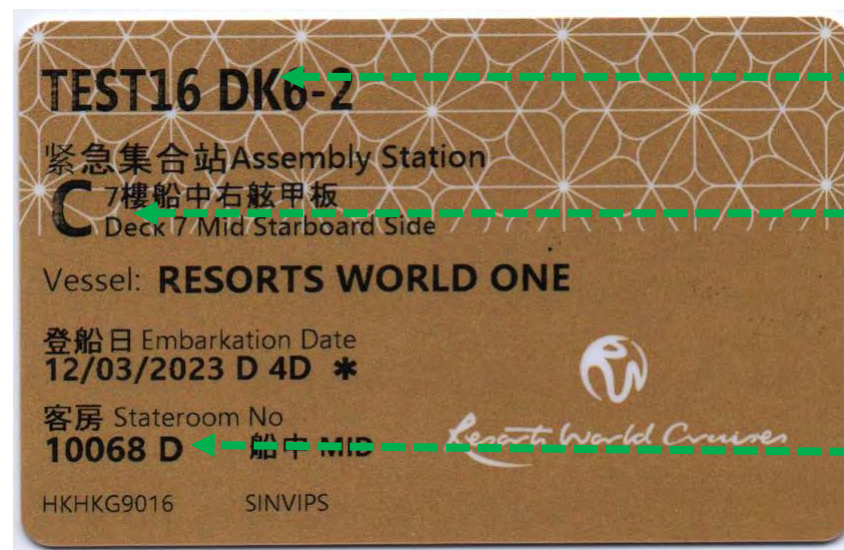 TEST16 DK6-2
緊急集合站Assembly Station
C 7樓船中右舷甲板
Deck 7 Mid Starboard Side
Vessel: RESORTS WORLD ONE
登船日 Embarkation Date
12/03/2023 D 4D *
客房 Stateroom No
10068 D 船中 MID
RW
Resorts World Cruises
HKHKG9016 SINVIPS